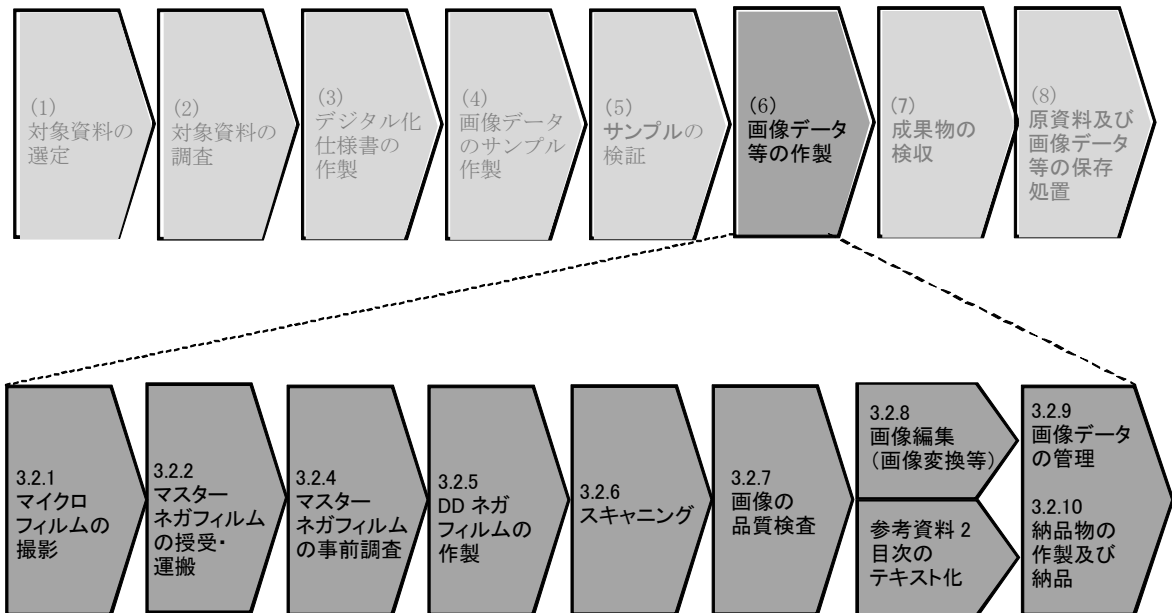 (1)
対象資料の
選定
(2)
対象資料の
調査
(3)
デジタル化
仕様書の
作製
(4)
画像データ
のサンプル
作製
(5)
サンプルの
検証
(6)
画像データ
等の作製
(7)
成果物の
検収
(8)
原資料及び
画像データ
等の保存
処置
3.2.1
マイクロ
フィルムの
撮影
3.2.2
マスター
ネガフィルム
の授受・
運搬
3.2.4
マスター
ネガフィルム
の事前調査
3.2.5
DD ネガ
フィルムの
作製
3.2.6
スキャニング
3.2.7
画像の
品質検査
3.2.8
画像編集
(画像変換等)
参考資料 2
目次の
テキスト化
3.2.9
画像データ
の管理
3.2.10
納品物の
作製及び
納品